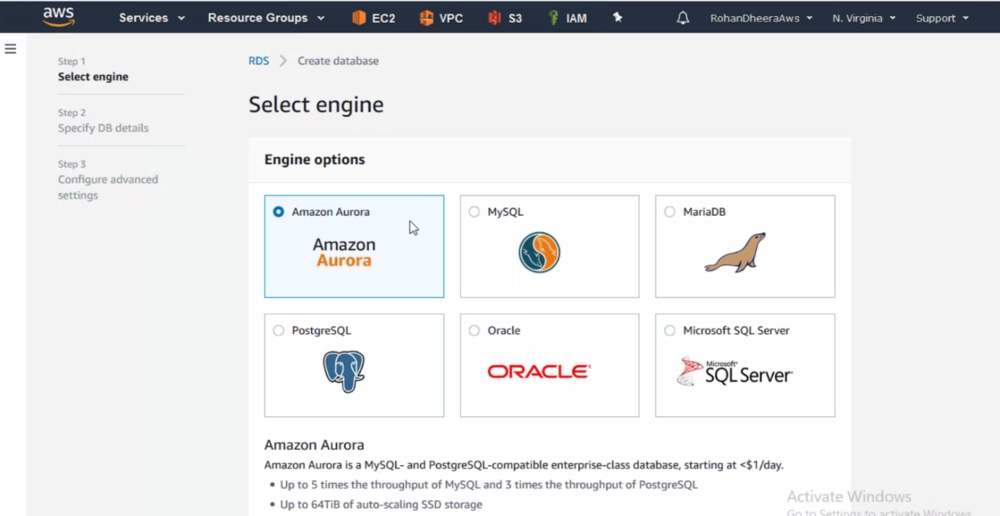 aws Services Resource Groups EC2 VPC S3 IAM RohanDheeraAws N. Virginia Support
Step 1
Select engine
Step 2
Specify DB details
Step 3
Configure advanced
settings
RDS > Create database
Select engine
Engine options
Amazon Aurora
Amazon
Aurora
MySQL
MariaDB
PostgreSQL
Oracle
ORACLE
Microsoft SQL Server
Microsoft®
SQL Server®
Amazon Aurora
Amazon Aurora is a MySQL- and PostgreSQL-compatible enterprise-class database, starting at <$1/day.
• Up to 5 times the throughput of MySQL and 3 times the throughput of PostgreSQL
• Up to 64TiB of auto-scaling SSD storage
Activate Windows
Go to Settings to activate Windows.